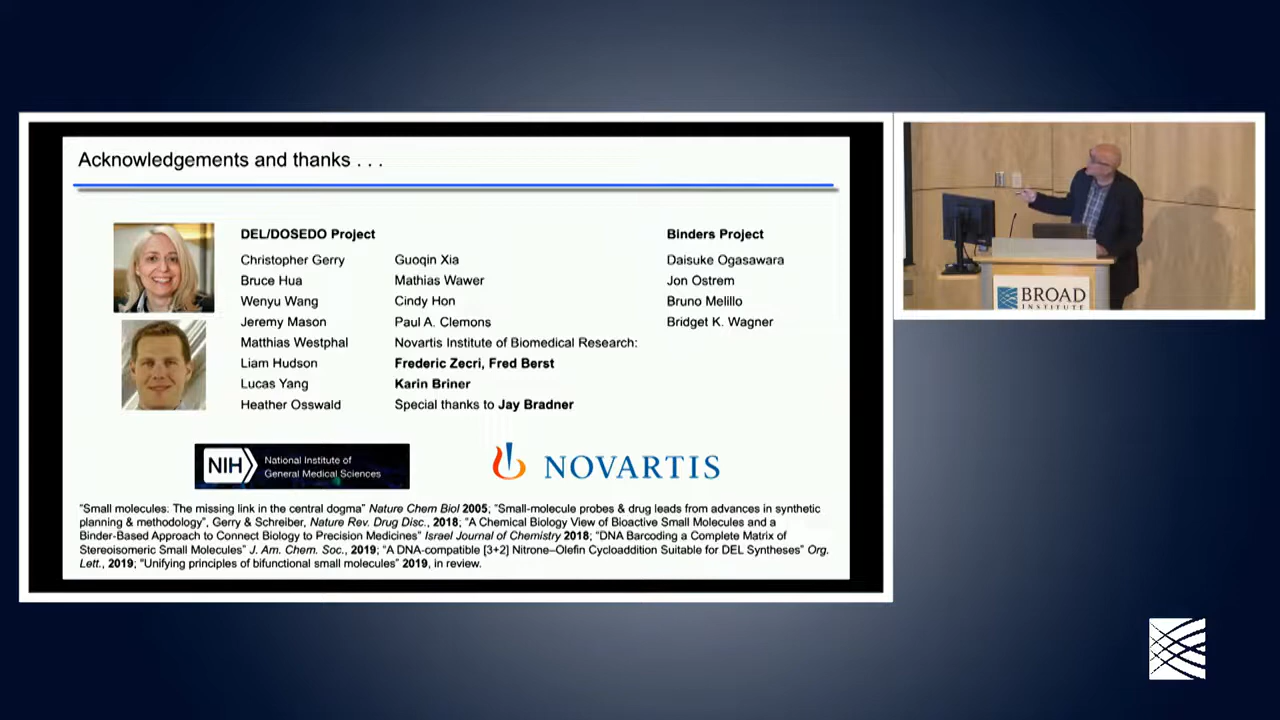 Acknowledgements and thanks . . .
DEL/DOSEDO Project
Christopher Gerry
Bruce Hua
Wenyu Wang
Jeremy Mason
Matthias Westphal
Liam Hudson
Lucas Yang
Heather Osswald
Guoqin Xia
Mathias Wawer
Cindy Hon
Paul A. Clemons
Novartis Institute of Biomedical Research:
Frederic Zecri, Fred Berst
Karin Briner
Special thanks to Jay Bradner
Binders Project
Daisuke Ogasawara
Jon Ostrem
Bruno Melillo
Bridget K. Wagner
NIH National Institute of
General Medical Sciences
NOVARTIS
"Small molecules: The missing link in the central dogma" Nature Chem Biol 2005; "Small-molecule probes & drug leads from advances in synthetic
planning & methodology", Gerry & Schreiber, Nature Rev. Drug Disc., 2018; "A Chemical Biology View of Bioactive Small Molecules and a
Binder-Based Approach to Connect Biology to Precision Medicines" Israel Journal of Chemistry 2018; "DNA Barcoding a Complete Matrix of
Stereoisomeric Small Molecules" J. Am. Chem. Soc., 2019; "A DNA-compatible [3+2] Nitrone–Olefin Cycloaddition Suitable for DEL Syntheses" Org.
Lett., 2019; "Unifying principles of bifunctional small molecules" 2019, in review.
BROAD
INSTITUTE